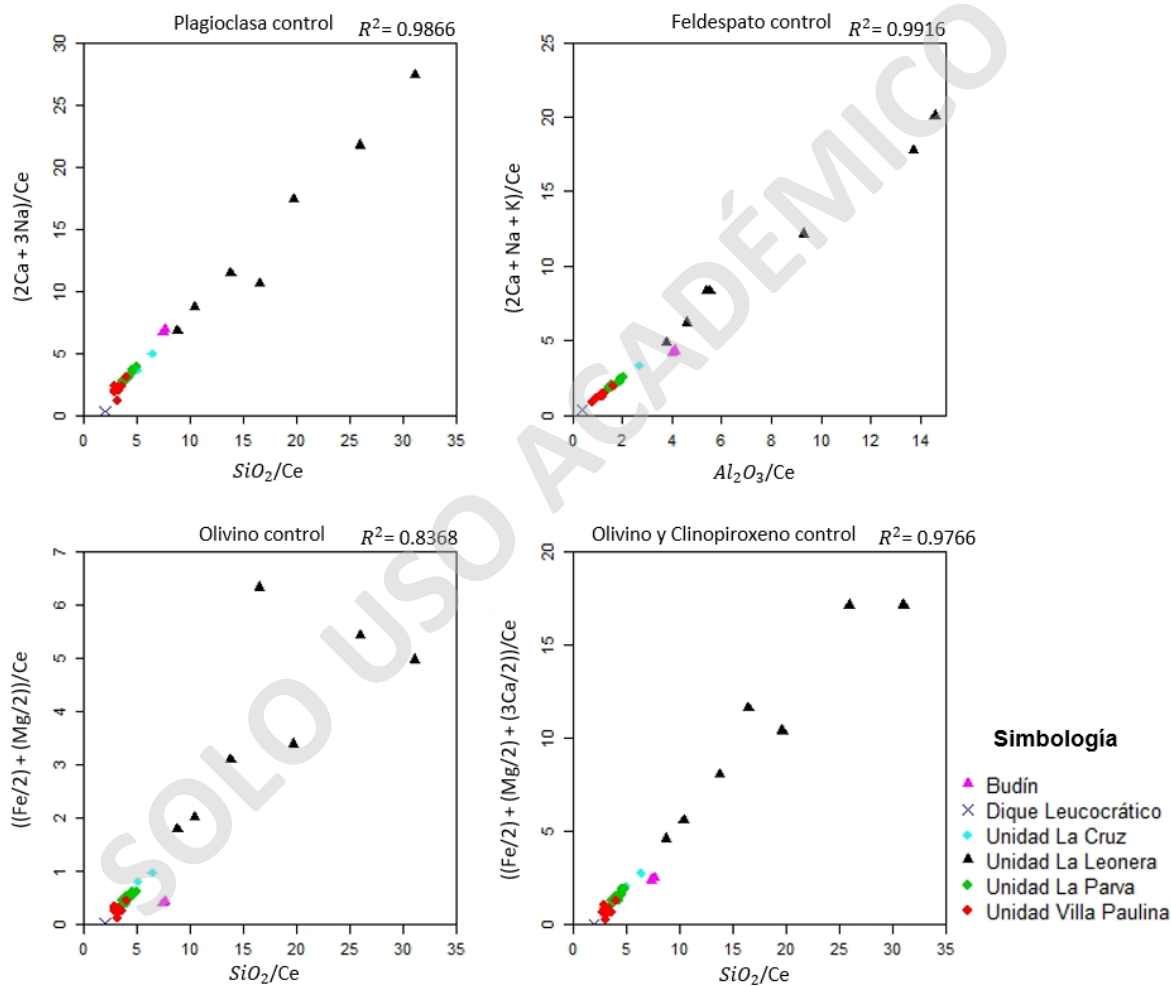 Plagioclasa control
R²= 0.9866
(2Ca + 3Na)/Ce
30
25
20
15
10
5
0
0 5 10 15 20 25 30 35
SiO₂/Ce
Feldespato control
R²= 0.9916
(2Ca + Na + K)/Ce
25
20
15
10
5
0
0 2 4 6 8 10 12 14
Al₂O₃/Ce
Olivino control
R²= 0.8368
((Fe/2) + (Mg/2))/Ce
7
6
5
4
3
2
1
0
0 5 10 15 20 25 30 35
SiO₂/Ce
Olivino y Clinopiroxeno control
R²= 0.9766
((Fe/2) + (Mg/2) + (3Ca/2))/Ce
20
15
10
5
0
0 5 10 15 20 25 30 35
SiO₂/Ce
Simbología
Budín
Dique Leucocrático
Unidad La Cruz
Unidad La Leonera
Unidad La Parva
Unidad Villa Paulina
SOLO USO ACADÉMICO